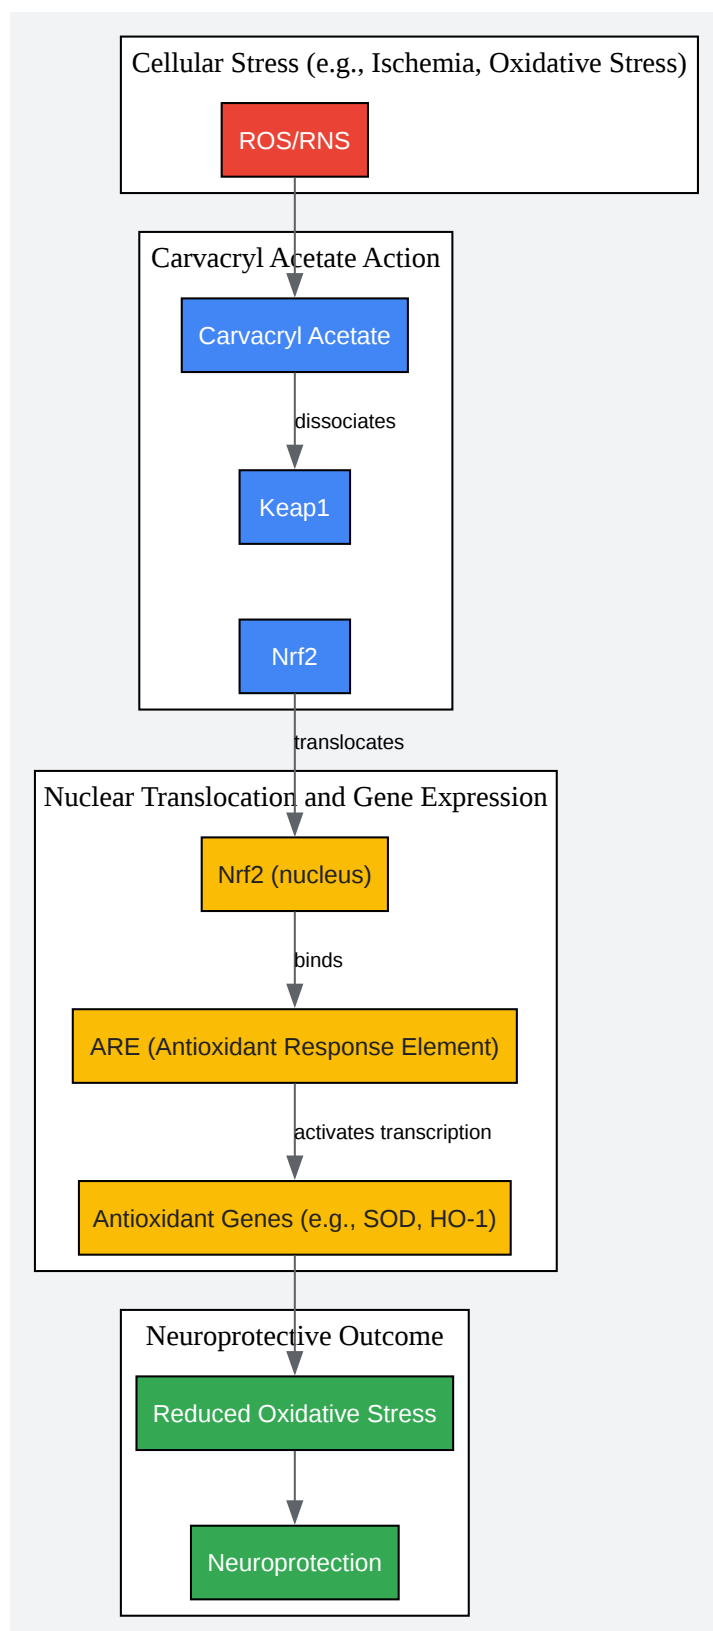 Cellular Stress (e.g., Ischemia, Oxidative Stress)
ROS/RNS
Carvacryl Acetate Action
Carvacryl Acetate
dissociates
Keap1
Nrf2
translocates
Nuclear Translocation and Gene Expression
Nrf2 (nucleus)
binds
ARE (Antioxidant Response Element)
activates transcription
Antioxidant Genes (e.g., SOD, HO-1)
Neuroprotective Outcome
Reduced Oxidative Stress
Neuroprotection